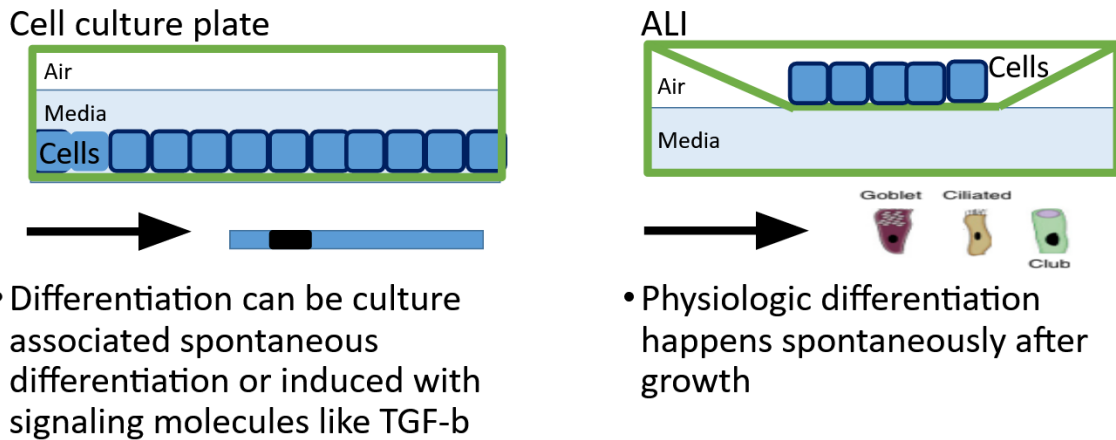 Cell culture plate
Air
Media
Cells
• Differentiation can be culture
associated spontaneous
differentiation or induced with
signaling molecules like TGF-b
ALI
Cells
Air
Media
Goblet Ciliated
Club
• Physiologic differentiation
happens spontaneously after
growth